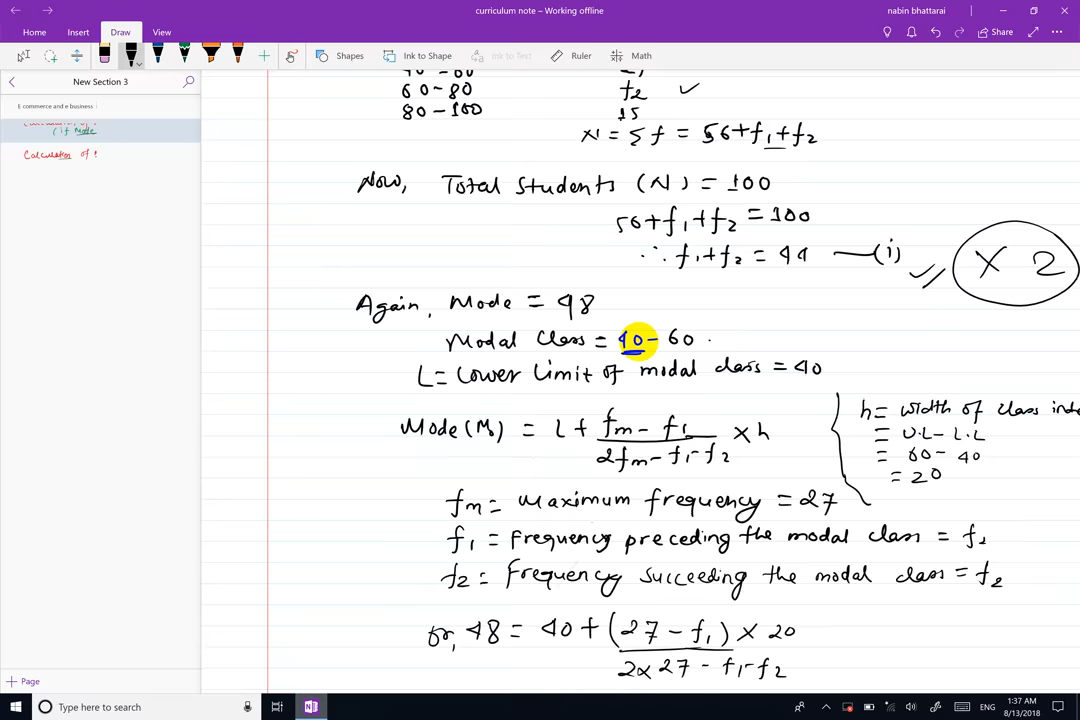 curriculum note – Working offline
nabin bhattarai
Home Insert Draw View
Share
Shapes Ink to Shape Ink to Text Ruler Math
New Section 3
E commerce and e business :
(if mode
Calculation of
60-80 f2 ✓
80-100 15
N = Σf = 56+f1+f2
Now, Total Students (N) = 100
56+f1+f2 = 100
∴ f1+f2 = 44 —(i)
× 2
Again, Mode = 48
Modal Class = 40-60.
L = Lower Limit of modal class = 40
Mode(Mo) = L + (fm - f1)/(2fm - f1 - f2) × h
h = width of class
= U.L - L.L
= 60 - 40
= 20
fm = maximum frequency = 27
f1 = Frequency preceding the modal class = f1
f2 = Frequency succeeding the modal class = f2
or, 48 = 40 + (27 - f1) × 20
2×27 - f1 - f2
Page
Type here to search
ENG
1:37 AM
8/13/2018